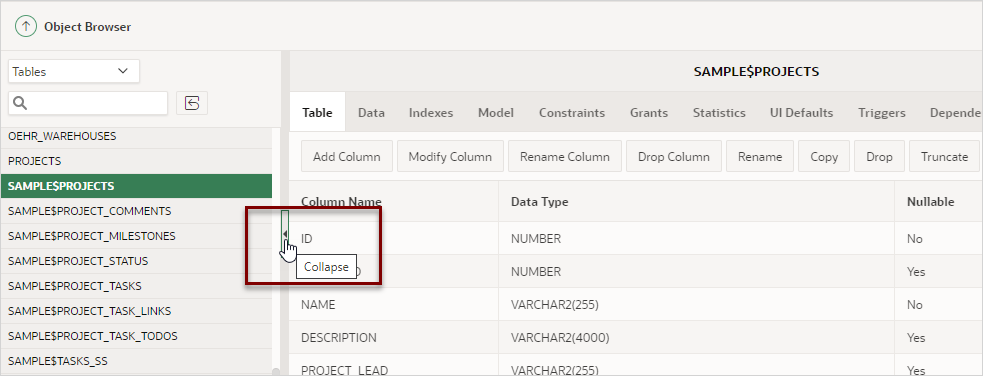 Object Browser
Tables
SAMPLE$PROJECTS
Table Data Indexes Model Constraints Grants Statistics UI Defaults Triggers Depende
OEHR_WAREHOUSES
PROJECTS
SAMPLE$PROJECTS
SAMPLE$PROJECT_COMMENTS
SAMPLE$PROJECT_MILESTONES
SAMPLE$PROJECT_STATUS
SAMPLE$PROJECT_TASKS
SAMPLE$PROJECT_TASK_LINKS
SAMPLE$PROJECT_TASK_TODOS
SAMPLE$TASKS_SS
Add Column Modify Column Rename Column Drop Column Rename Copy Drop Truncate
Column Name Data Type Nullable
ID NUMBER No
Collapse
NUMBER Yes
NAME VARCHAR2(255) No
DESCRIPTION VARCHAR2(4000) Yes
PROJECT_LEAD VARCHAR2(255) Yes